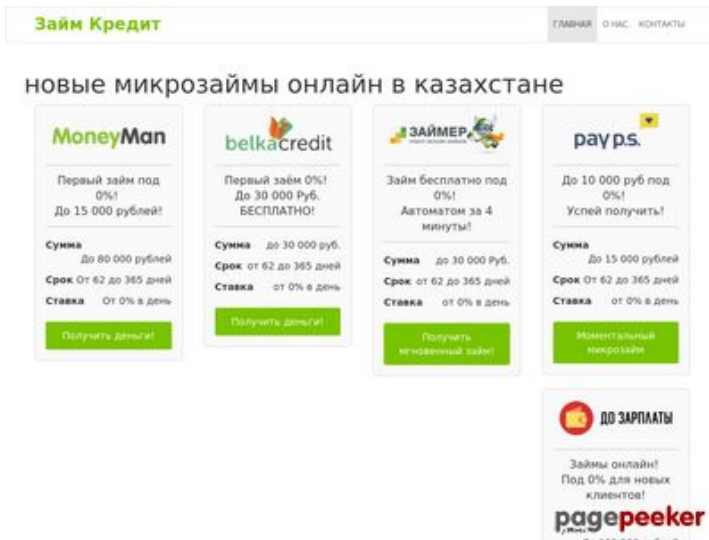 Займ Кредит
ГЛАВНАЯ О НАС КОНТАКТЫ
новые микрозаймы онлайн в казахстане
MoneyMan
Первый займ под
0%!
До 15 000 рублей!
Сумма
До 80 000 рублей
Срок От 62 до 365 дней
Ставка От 0% в день
Получить деньги!
belkacredit
Первый заём 0%!
До 30 000 Руб.
БЕСПЛАТНО!
Сумма до 30 000 руб.
Срок от 62 до 365 дней
Ставка от 0% в день
Получить деньги!
ЗАЙМЕР
Займ бесплатно под
0%!
Автоматом за 4
минуты!
Сумма до 30 000 Руб.
Срок от 62 до 365 дней
Ставка от 0% в день
Получить
мгновенный займ!
pay p.s.
До 10 000 руб под
0%!
Успей получить!
Сумма
До 15 000 рублей
Срок От 62 до 365 дней
Ставка От 0% в день
Моментальный
микрозайм
ДО ЗАРПЛАТЫ
Займы онлайн!
Под 0% для новых
клиентов!
pagepeeker